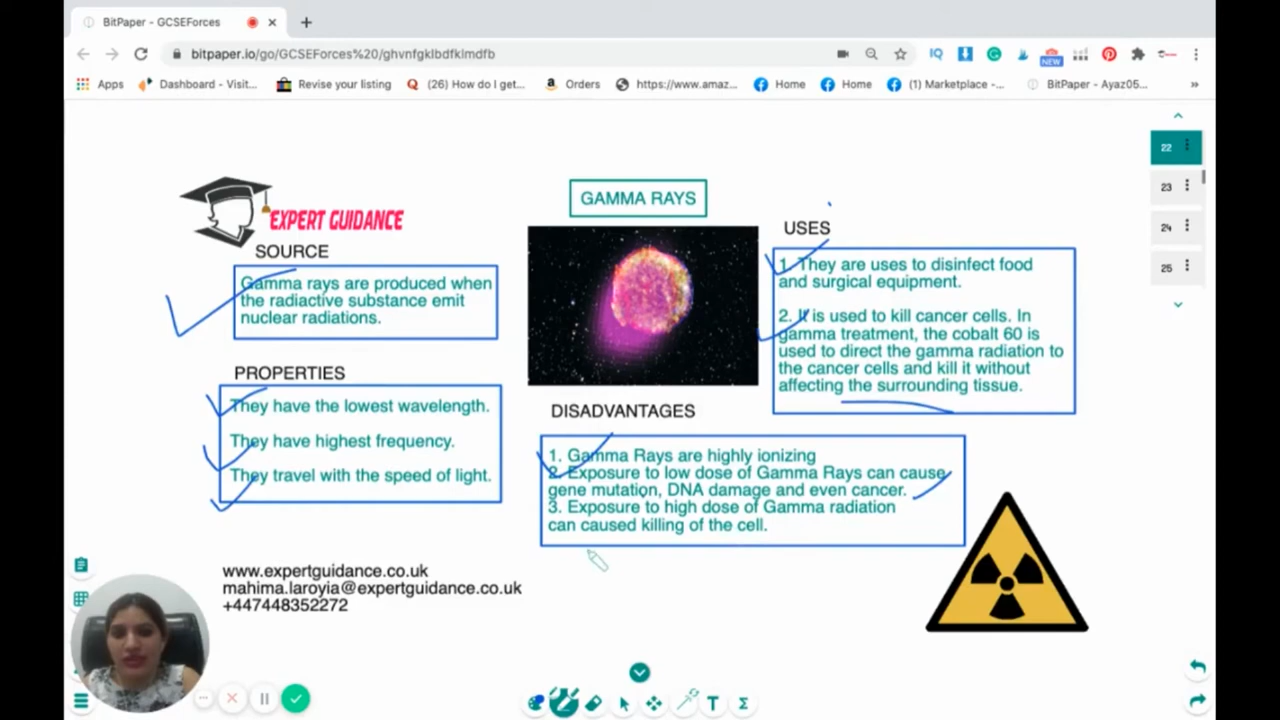 BitPaper - GCSEForces
bitpaper.io/go/GCSEForces%20/ghvnfgklbdfklmdfb
NEW
Apps
Dashboard - Visit...
Revise your listing
(26) How do I get...
Orders
https://www.amaz...
Home
Home
(1) Marketplace -...
BitPaper - Ayaz05...
»
22
23
24
25
EXPERT GUIDANCE
SOURCE
Gamma rays are produced when
the radiactive substance emit
nuclear radiations.
PROPERTIES
They have the lowest wavelength.
They have highest frequency.
They travel with the speed of light.
GAMMA RAYS
DISADVANTAGES
1. Gamma Rays are highly ionizing
2. Exposure to low dose of Gamma Rays can cause
gene mutation, DNA damage and even cancer.
3. Exposure to high dose of Gamma radiation
can caused killing of the cell.
USES
1. They are uses to disinfect food
and surgical equipment.
2. It is used to kill cancer cells. In
gamma treatment, the cobalt 60 is
used to direct the gamma radiation to
the cancer cells and kill it without
affecting the surrounding tissue.
www.expertguidance.co.uk
mahima.laroyia@expertguidance.co.uk
+447448352272
T
Σ